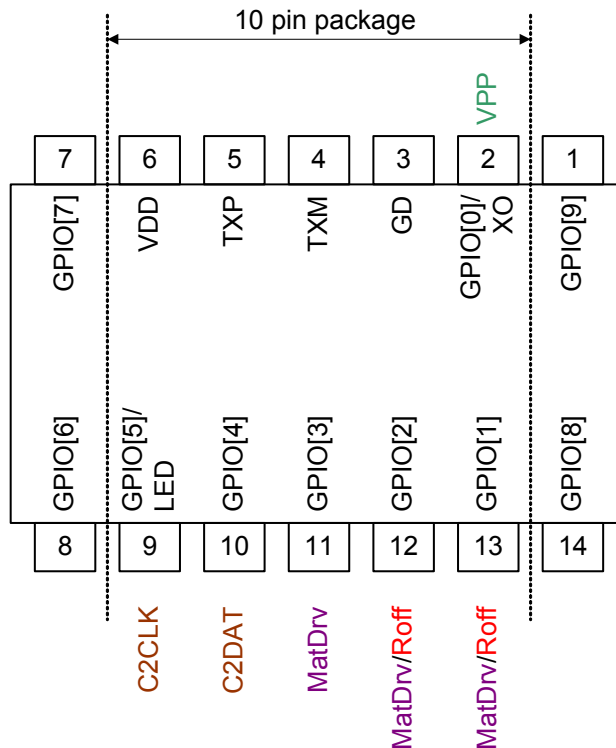 10 pin package
VPP
7
6
5
4
3
2
1
GPIO[7]
VDD
TXP
TXM
GD
GPIO[0]/
XO
GPIO[9]
GPIO[6]
GPIO[5]/
LED
GPIO[4]
GPIO[3]
GPIO[2]
GPIO[1]
GPIO[8]
8
9
10
11
12
13
14
C2CLK
C2DAT
MatDrv
MatDrv/Roff
MatDrv/Roff